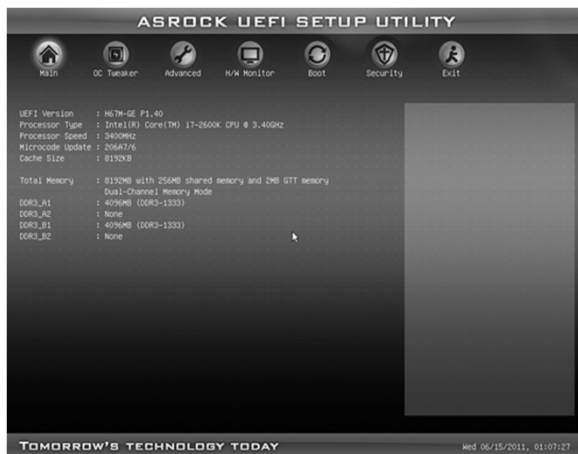 ASROCK UEFI SETUP UTILITY
Main OC Tweaker Advanced H/W Monitor Boot Security Exit
UEFI Version : H67M-GE P1.40
Processor Type : Intel(R) Core(TM) i7-2600K CPU @ 3.40GHz
Processor Speed : 3400MHz
Microcode Update : 206A7/6
Cache Size : 8192KB
Total Memory : 8192MB with 256MB shared memory and 2MB GTT memory
Dual-Channel Memory Mode
DDR3_A1 : 4096MB (DDR3-1333)
DDR3_A2 : None
DDR3_B1 : 4096MB (DDR3-1333)
DDR3_B2 : None
TOMORROW'S TECHNOLOGY TODAY
Wed 06/15/2011, 01:07:27